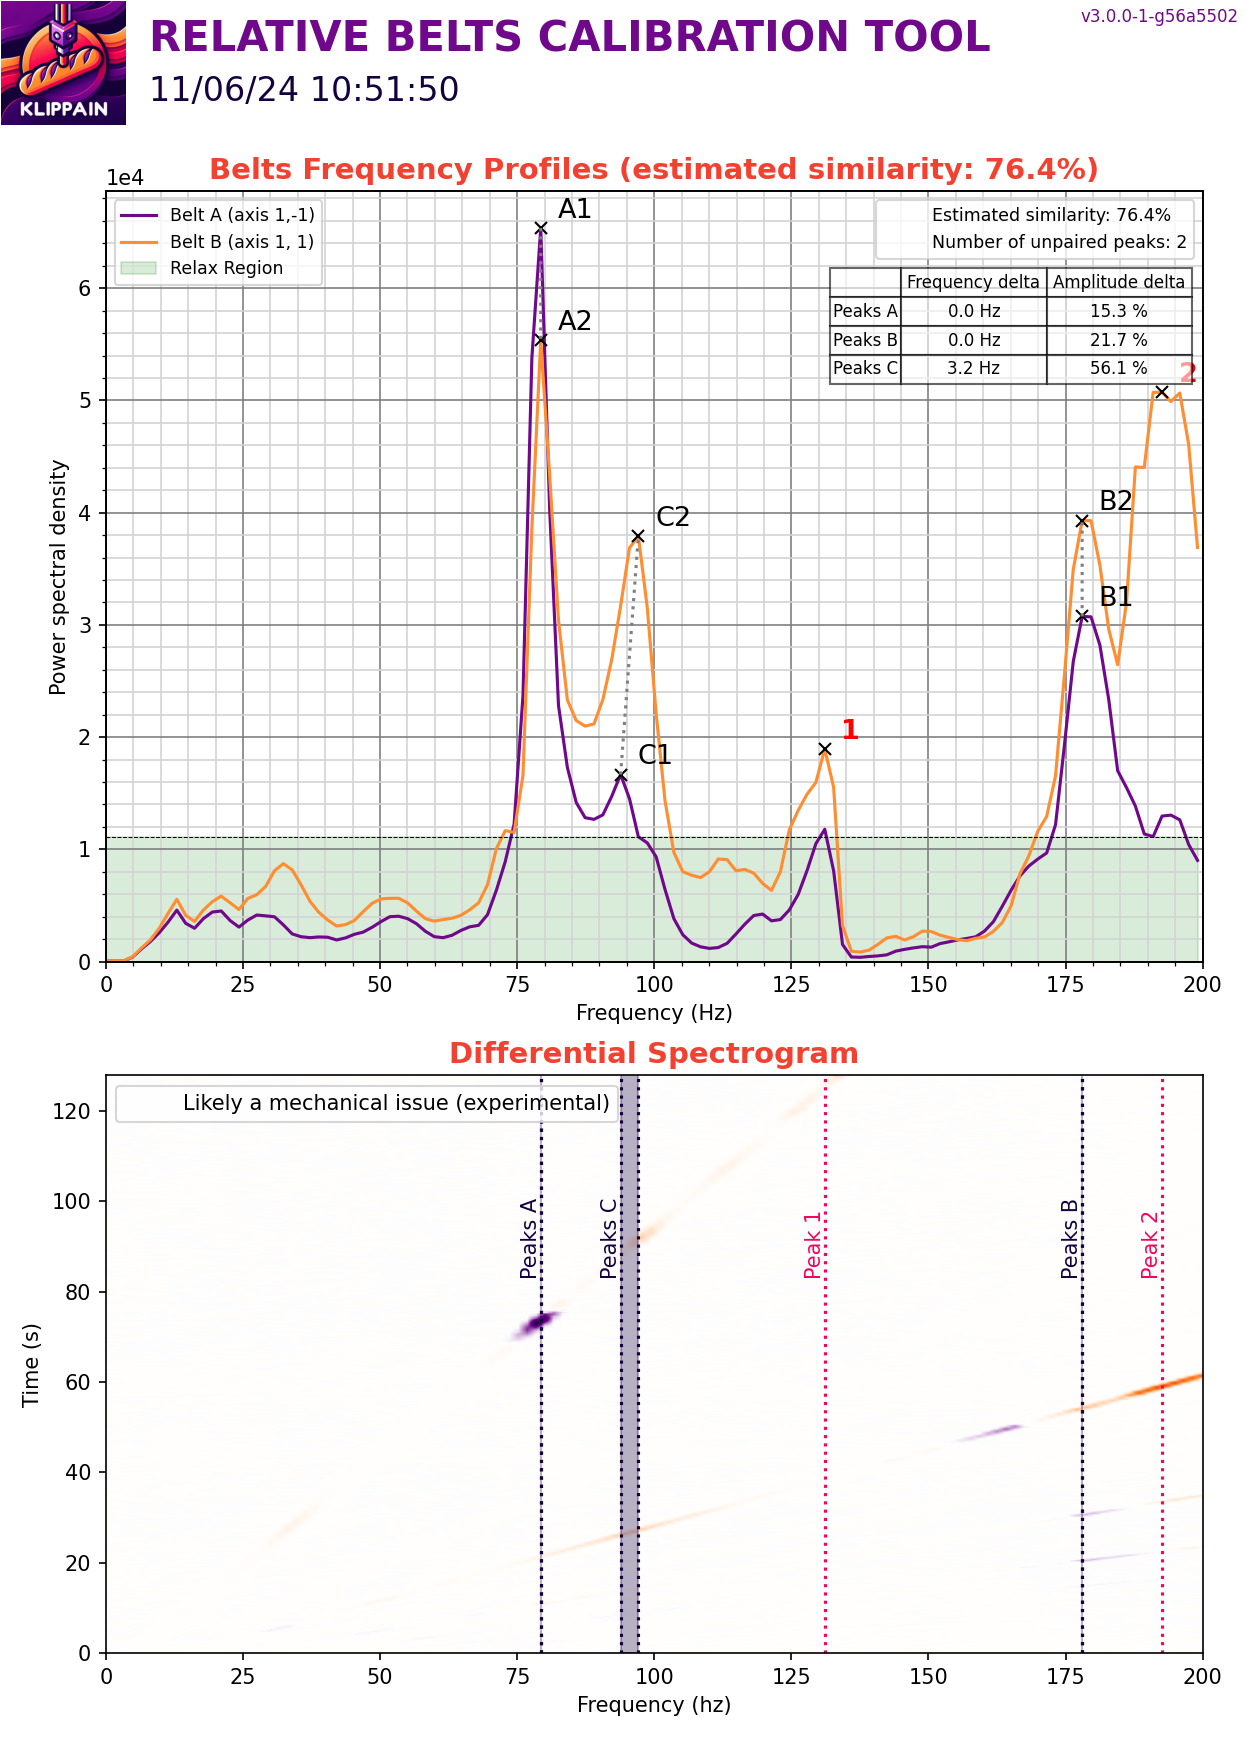 RELATIVE BELTS CALIBRATION TOOL
v3.0.0-1-g56a5502
11/06/24 10:51:50
KLIPPAIN
Belts Frequency Profiles (estimated similarity: 76.4%)
1e4
Belt A (axis 1,-1)
Belt B (axis 1, 1)
Relax Region
Estimated similarity: 76.4%
Number of unpaired peaks: 2
Frequency delta Amplitude delta
Peaks A 0.0 Hz 15.3 %
Peaks B 0.0 Hz 21.7 %
Peaks C 3.2 Hz 56.1 %
A1
A2
2
C2
B2
B1
1
C1
Power spectral density
6
5
4
3
2
1
0
0 25 50 75 100 125 150 175 200
Frequency (Hz)
Differential Spectrogram
Likely a mechanical issue (experimental)
Peaks A
Peaks C
Peak 1
Peaks B
Peak 2
Time (s)
120
100
80
60
40
20
0
0 25 50 75 100 125 150 175 200
Frequency (hz)